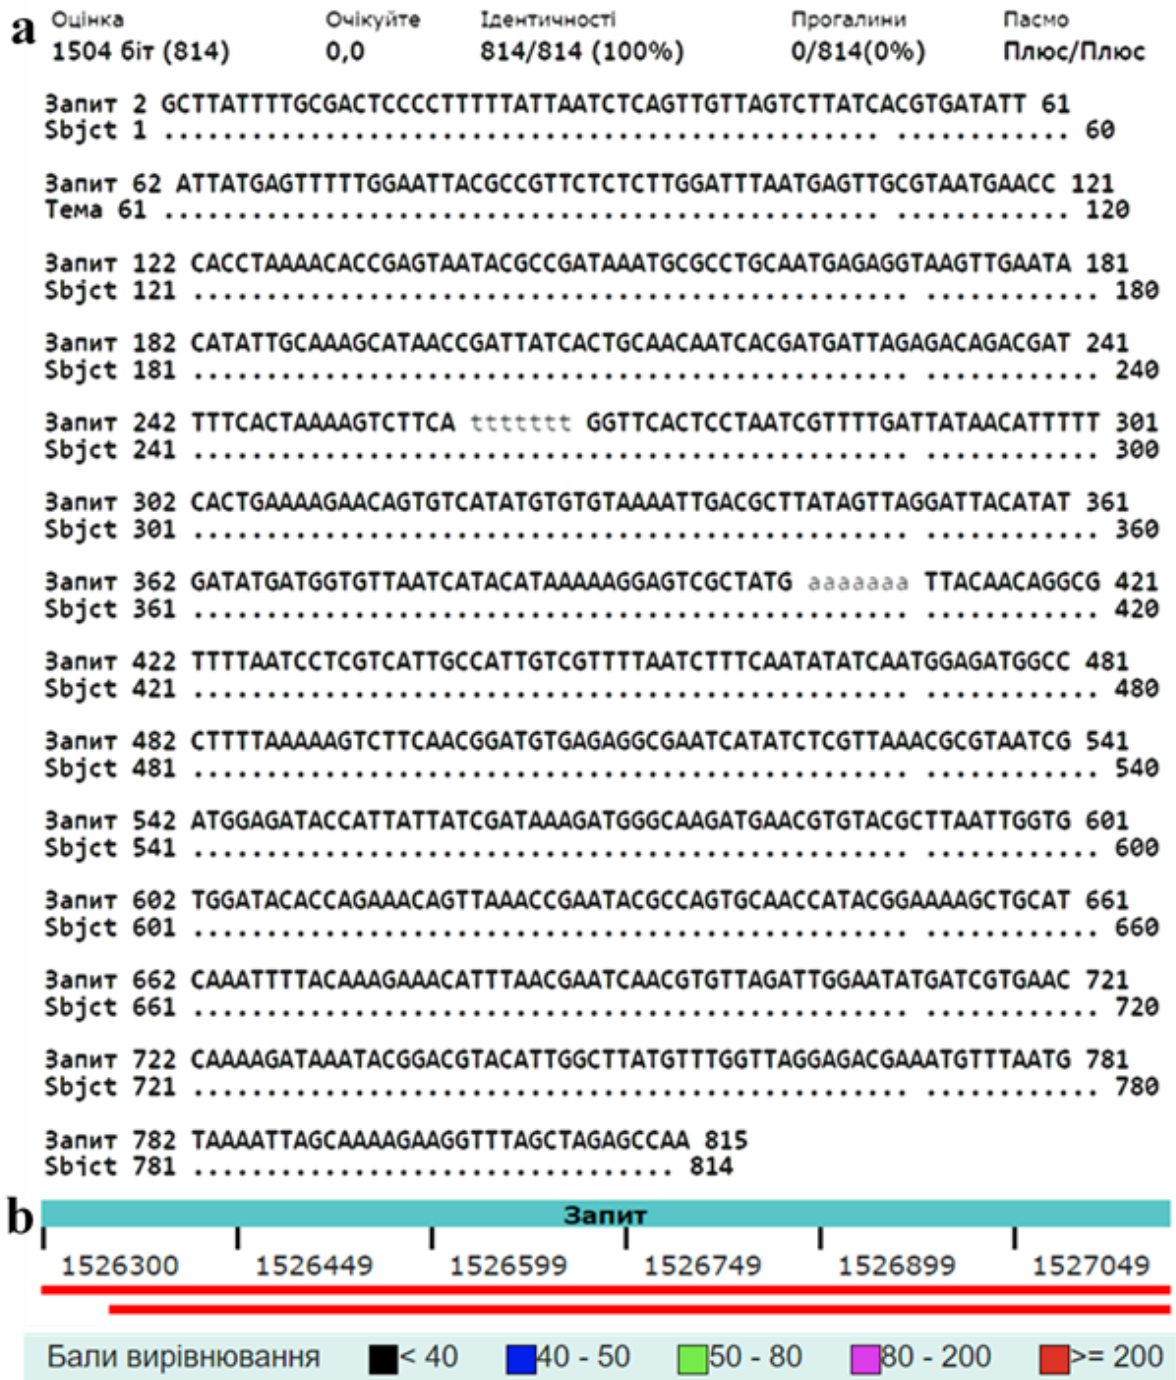 a
Оцінка Очікуйте Ідентичності Прогалини Пасмо
1504 біт (814) 0,0 814/814 (100%) 0/814(0%) Плюс/Плюс
Запит 2 GCTTATTTTGCGACTCCCCTTTTTATTAATCTCAGTTGTTAGTCTTATCACGTGATATT 61
Sbjct 1 ............................................... ............ 60
Запит 62 ATTATGAGTTTTTGGAATTACGCCGTTCTCTCTTGGATTTAATGAGTTGCGTAATGAACC 121
Тема 61 ............................................... ............ 120
Запит 122 CACCTAAAACACCGAGTAATACGCCGATAAATGCGCCTGCAATGAGAGGTAAGTTGAATA 181
Sbjct 121 ................................................ ............ 180
Запит 182 CATATTGCAAAGCATAACCGATTATCACTGCAACAATCACGATGATTAGAGACAGACGAT 241
Sbjct 181 ................................................ ............ 240
Запит 242 TTTCACTAAAAGTCTTCA tttttttt GGTTCACTCCTAATCGTTTTGATTATAACATTTTT 301
Sbjct 241 ................................................ ............ 300
Запит 302 CACTGAAAAGAACAGTGTCATATGTGTGTAAAATTGACGCTTATAGTTAGGATTACATAT 361
Sbjct 301 ................................................ ............ 360
Запит 362 GATATGATGGTGTTAATCATACATAAAAAGGAGTCGCTATG aaaaaaa TTACAACAGGCG 421
Sbjct 361 ................................................ ............ 420
Запит 422 TTTTAATCCTCGTCATTGCCATTGTCGTTTTAATCTTTCAATATATCAATGGAGATGGCC 481
Sbjct 421 ................................................ ............ 480
Запит 482 CTTTTAAAAAGTCTTCAACGGATGTGAGAGGCGAATCATATCTCGTTAAACGCGTAATCG 541
Sbjct 481 ................................................ ............ 540
Запит 542 ATGGAGATACCATTATTATCGATAAAGATGGGCAAGATGAACGTGTACGCTTAATTGGTG 601
Sbjct 541 ................................................ ............ 600
Запит 602 TGGATACACCAGAAACAGTTAAACCGAATACGCCAGTGCAACCATACGGAAAAGCTGCAT 661
Sbjct 601 ................................................ ............ 660
Запит 662 CAAATTTTACAAAGAAACATTTAACGAATCAACGTGTTAGATTGGAATATGATCGTGAAC 721
Sbjct 661 ................................................ ............ 720
Запит 722 CAAAAGATAAATACGGACGTACATTGGCTTATGTTTGGTTAGGAGACGAAATGTTTAATG 781
Sbjct 721 ................................................ ............ 780
Запит 782 TAAAATTAGCAAAAGAAGGTTTAGCTAGAGCCAA 815
Sbjct 781 ................................ 814
b
Запит
1526300 1526449 1526599 1526749 1526899 1527049
Бали вирівнювання < 40 40 - 50 50 - 80 80 - 200 >= 200